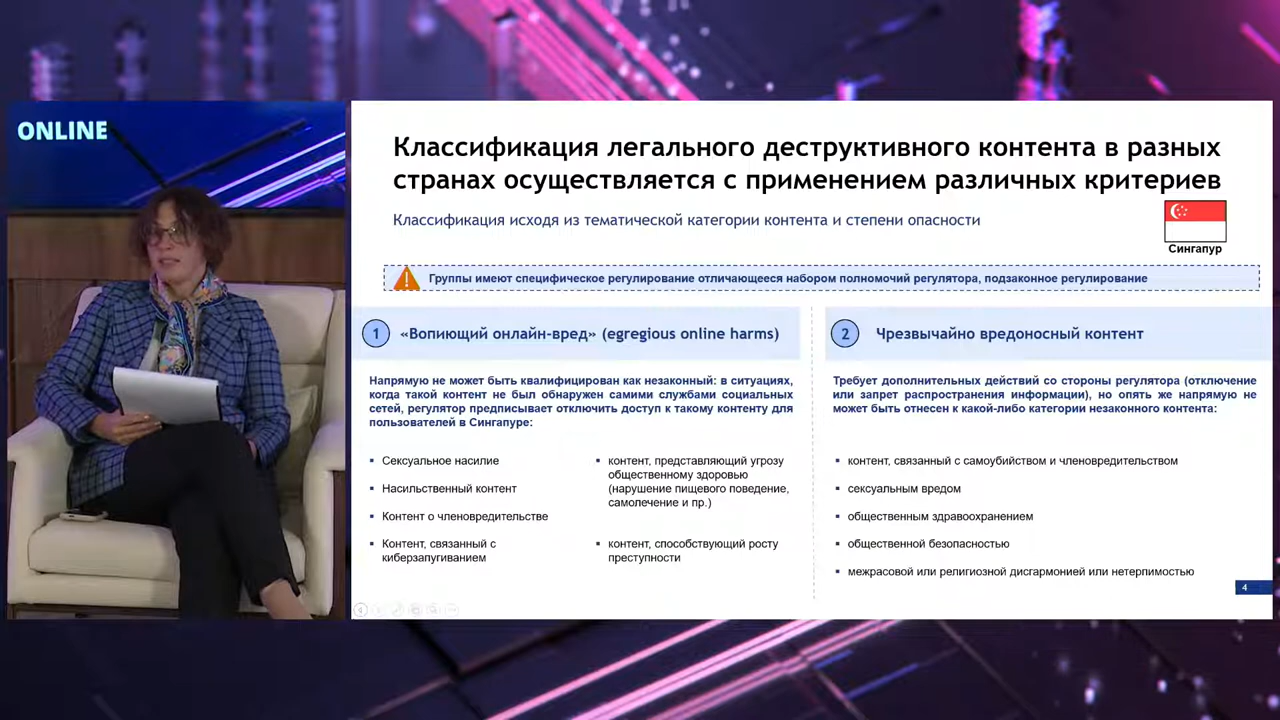 ONLINE
Классификация легального деструктивного контента в разных
странах осуществляется с применением различных критериев
Классификация исходя из тематической категории контента и степени опасности
Сингапур
Группы имеют специфическое регулирование отличающееся набором полномочий регулятора, подзаконное регулирование
1 «Вопиющий онлайн-вред» (egregious online harms)
Напрямую не может быть квалифицирован как незаконный: в ситуациях,
когда такой контент не был обнаружен самими службами социальных
сетей, регулятор предписывает отключить доступ к такому контенту для
пользователей в Сингапуре:
▪ Сексуальное насилие
▪ Насильственный контент
▪ Контент о членовредительстве
▪ Контент, связанный с
киберзапугиванием
▪ контент, представляющий угрозу
общественному здоровью
(нарушение пищевого поведение,
самолечение и пр.)
▪ контент, способствующий росту
преступности
2 Чрезвычайно вредоносный контент
Требует дополнительных действий со стороны регулятора (отключение
или запрет распространения информации), но опять же напрямую не
может быть отнесен к какой-либо категории незаконного контента:
▪ контент, связанный с самоубийством и членовредительством
▪ сексуальным вредом
▪ общественным здравоохранением
▪ общественной безопасностью
▪ межрасовой или религиозной дисгармонией или нетерпимостью
4